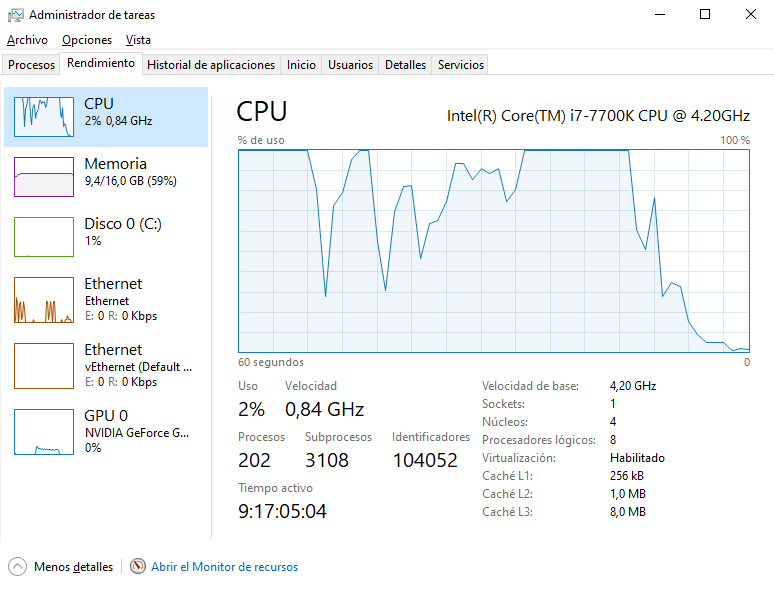 Administrador de tareas
Archivo Opciones Vista
Procesos Rendimiento Historial de aplicaciones Inicio Usuarios Detalles Servicios
CPU
2% 0,84 GHz
Memoria
9,4/16,0 GB (59%)
Disco 0 (C:)
1%
Ethernet
Ethernet
E: 0 R: 0 Kbps
Ethernet
vEthernet (Default ...
E: 0 R: 0 Kbps
GPU 0
NVIDIA GeForce G...
0%
CPU Intel(R) Core(TM) i7-7700K CPU @ 4.20GHz
% de uso 100 %
60 segundos 0
Uso Velocidad
2% 0,84 GHz
Procesos Subprocesos Identificadores
202 3108 104052
Tiempo activo
9:17:05:04
Velocidad de base: 4,20 GHz
Sockets: 1
Núcleos: 4
Procesadores lógicos: 8
Virtualización: Habilitado
Caché L1: 256 kB
Caché L2: 1,0 MB
Caché L3: 8,0 MB
Menos detalles Abrir el Monitor de recursos